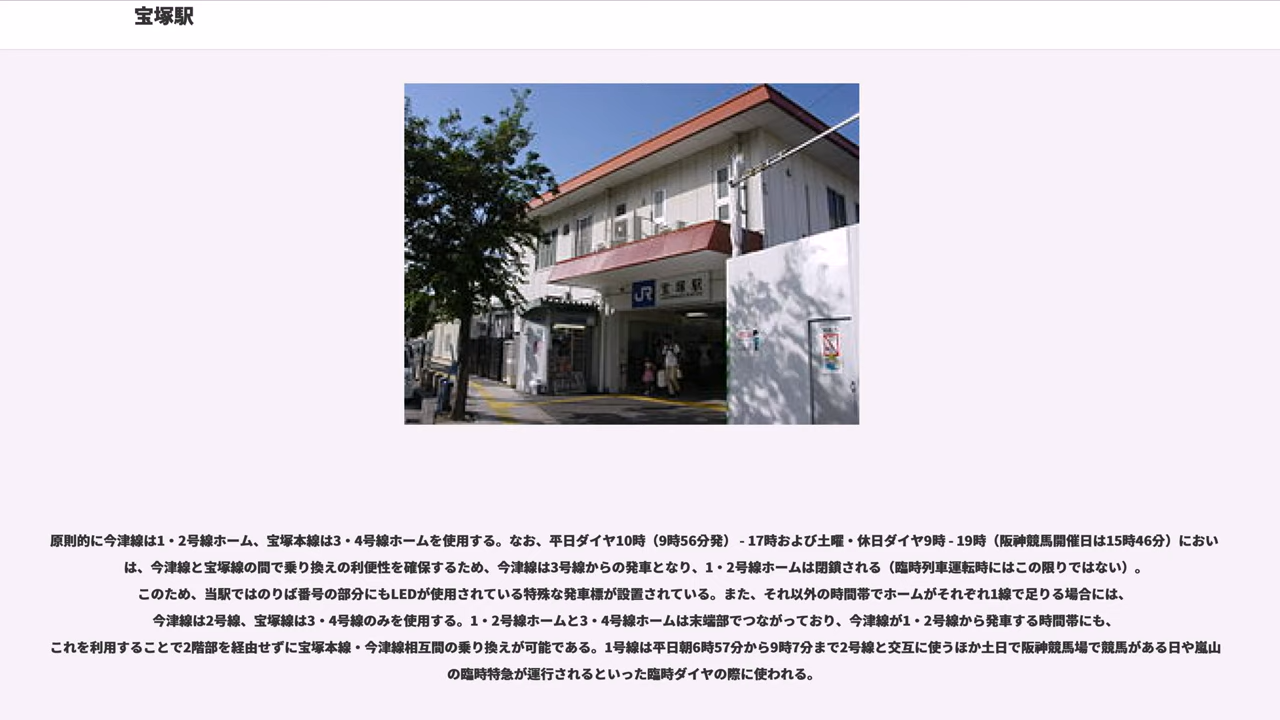 宝塚駅
JR 宝塚駅
原則的に今津線は1・2号線ホーム、宝塚本線は3・4号線ホームを使用する。なお、平日ダイヤ10時（9時56分発） - 17時および土曜・休日ダイヤ9時 - 19時（阪神競馬開催日は15時46分）におい
は、今津線と宝塚線の間で乗り換えの利便性を確保するため、今津線は3号線からの発車となり、1・2号線ホームは閉鎖される（臨時列車運転時にはこの限りではない）。
このため、当駅ではのりば番号の部分にもLEDが使用されている特殊な発車標が設置されている。また、それ以外の時間帯でホームがそれぞれ1線で足りる場合には、
今津線は2号線、宝塚線は3・4号線のみを使用する。1・2号線ホームと3・4号線ホームは末端部でつながっており、今津線が1・2号線から発車する時間帯にも、
これを利用することで2階部を経由せずに宝塚本線・今津線相互間の乗り換えが可能である。1号線は平日朝6時57分から9時7分まで2号線と交互に使うほか土日で阪神競馬場で競馬がある日や嵐山
の臨時特急が運行されるといった臨時ダイヤの際に使われる。